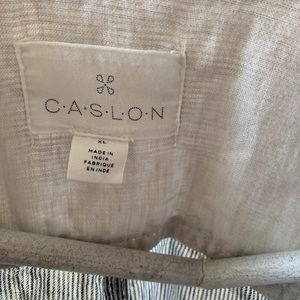 C·A·S·L·O·N
XL
MADE IN
INDIA
FABRIQUÉ
EN INDE